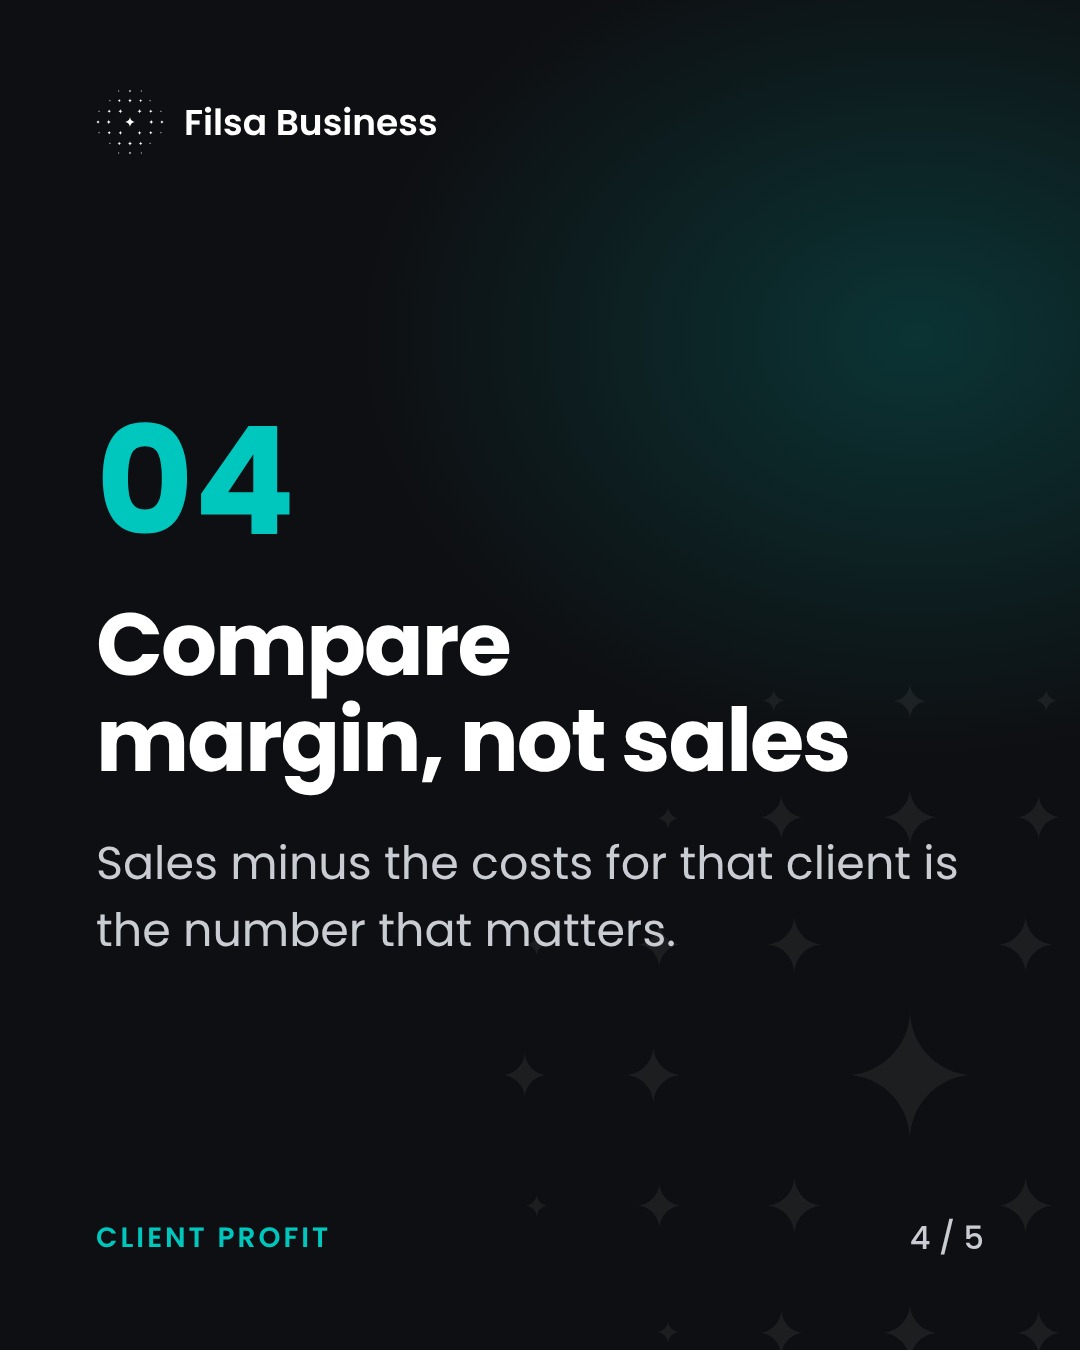 Filsa Business
04
Compare
margin, not sales
Sales minus the costs for that client is
the number that matters.
CLIENT PROFIT
4 / 5